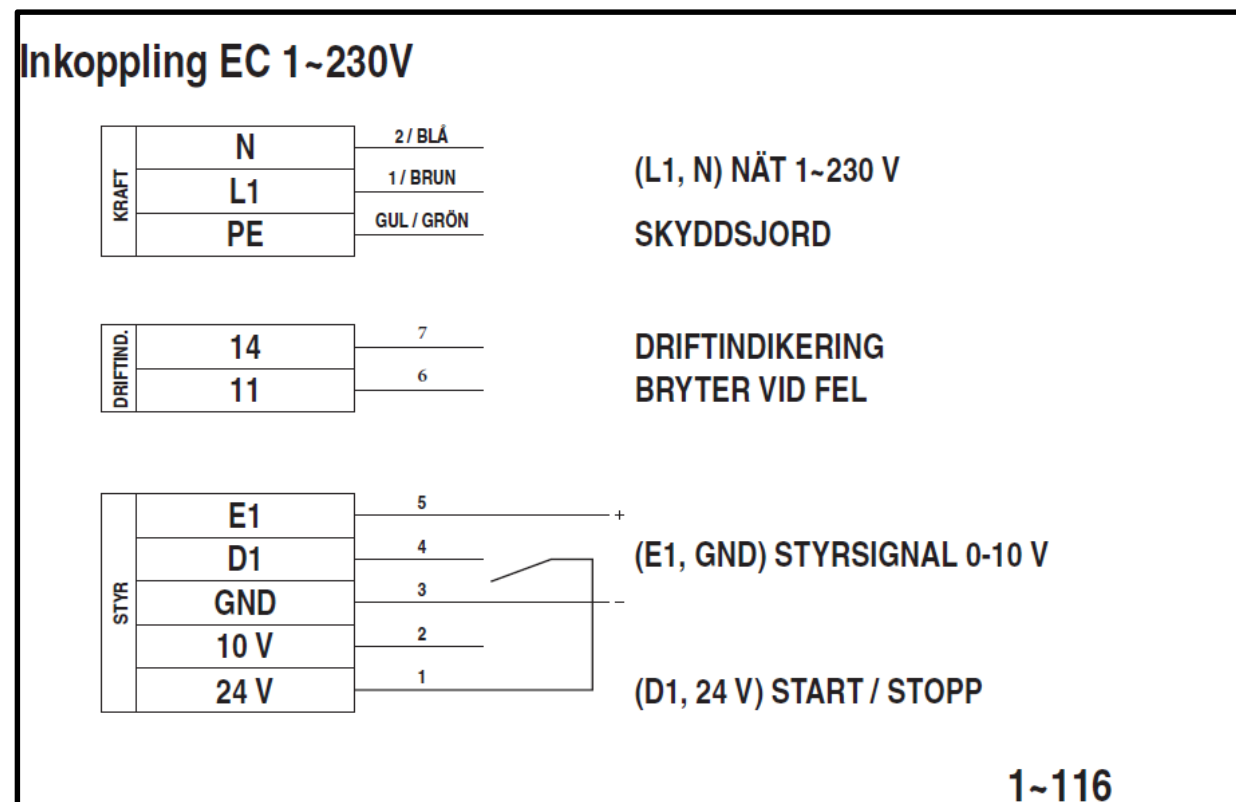 Inkoppling EC 1~230V
KRAFT
N 2 / BLÅ
L1 1 / BRUN
PE GUL / GRÖN
(L1, N) NÄT 1~230 V
SKYDDSJORD
DRIFTIND.
14 7
11 6
DRIFTINDIKERING
BRYTER VID FEL
STYR
E1 5 +
D1 4
GND 3 –
10 V 2
24 V 1
(E1, GND) STYRSIGNAL 0-10 V
(D1, 24 V) START / STOPP
1~116